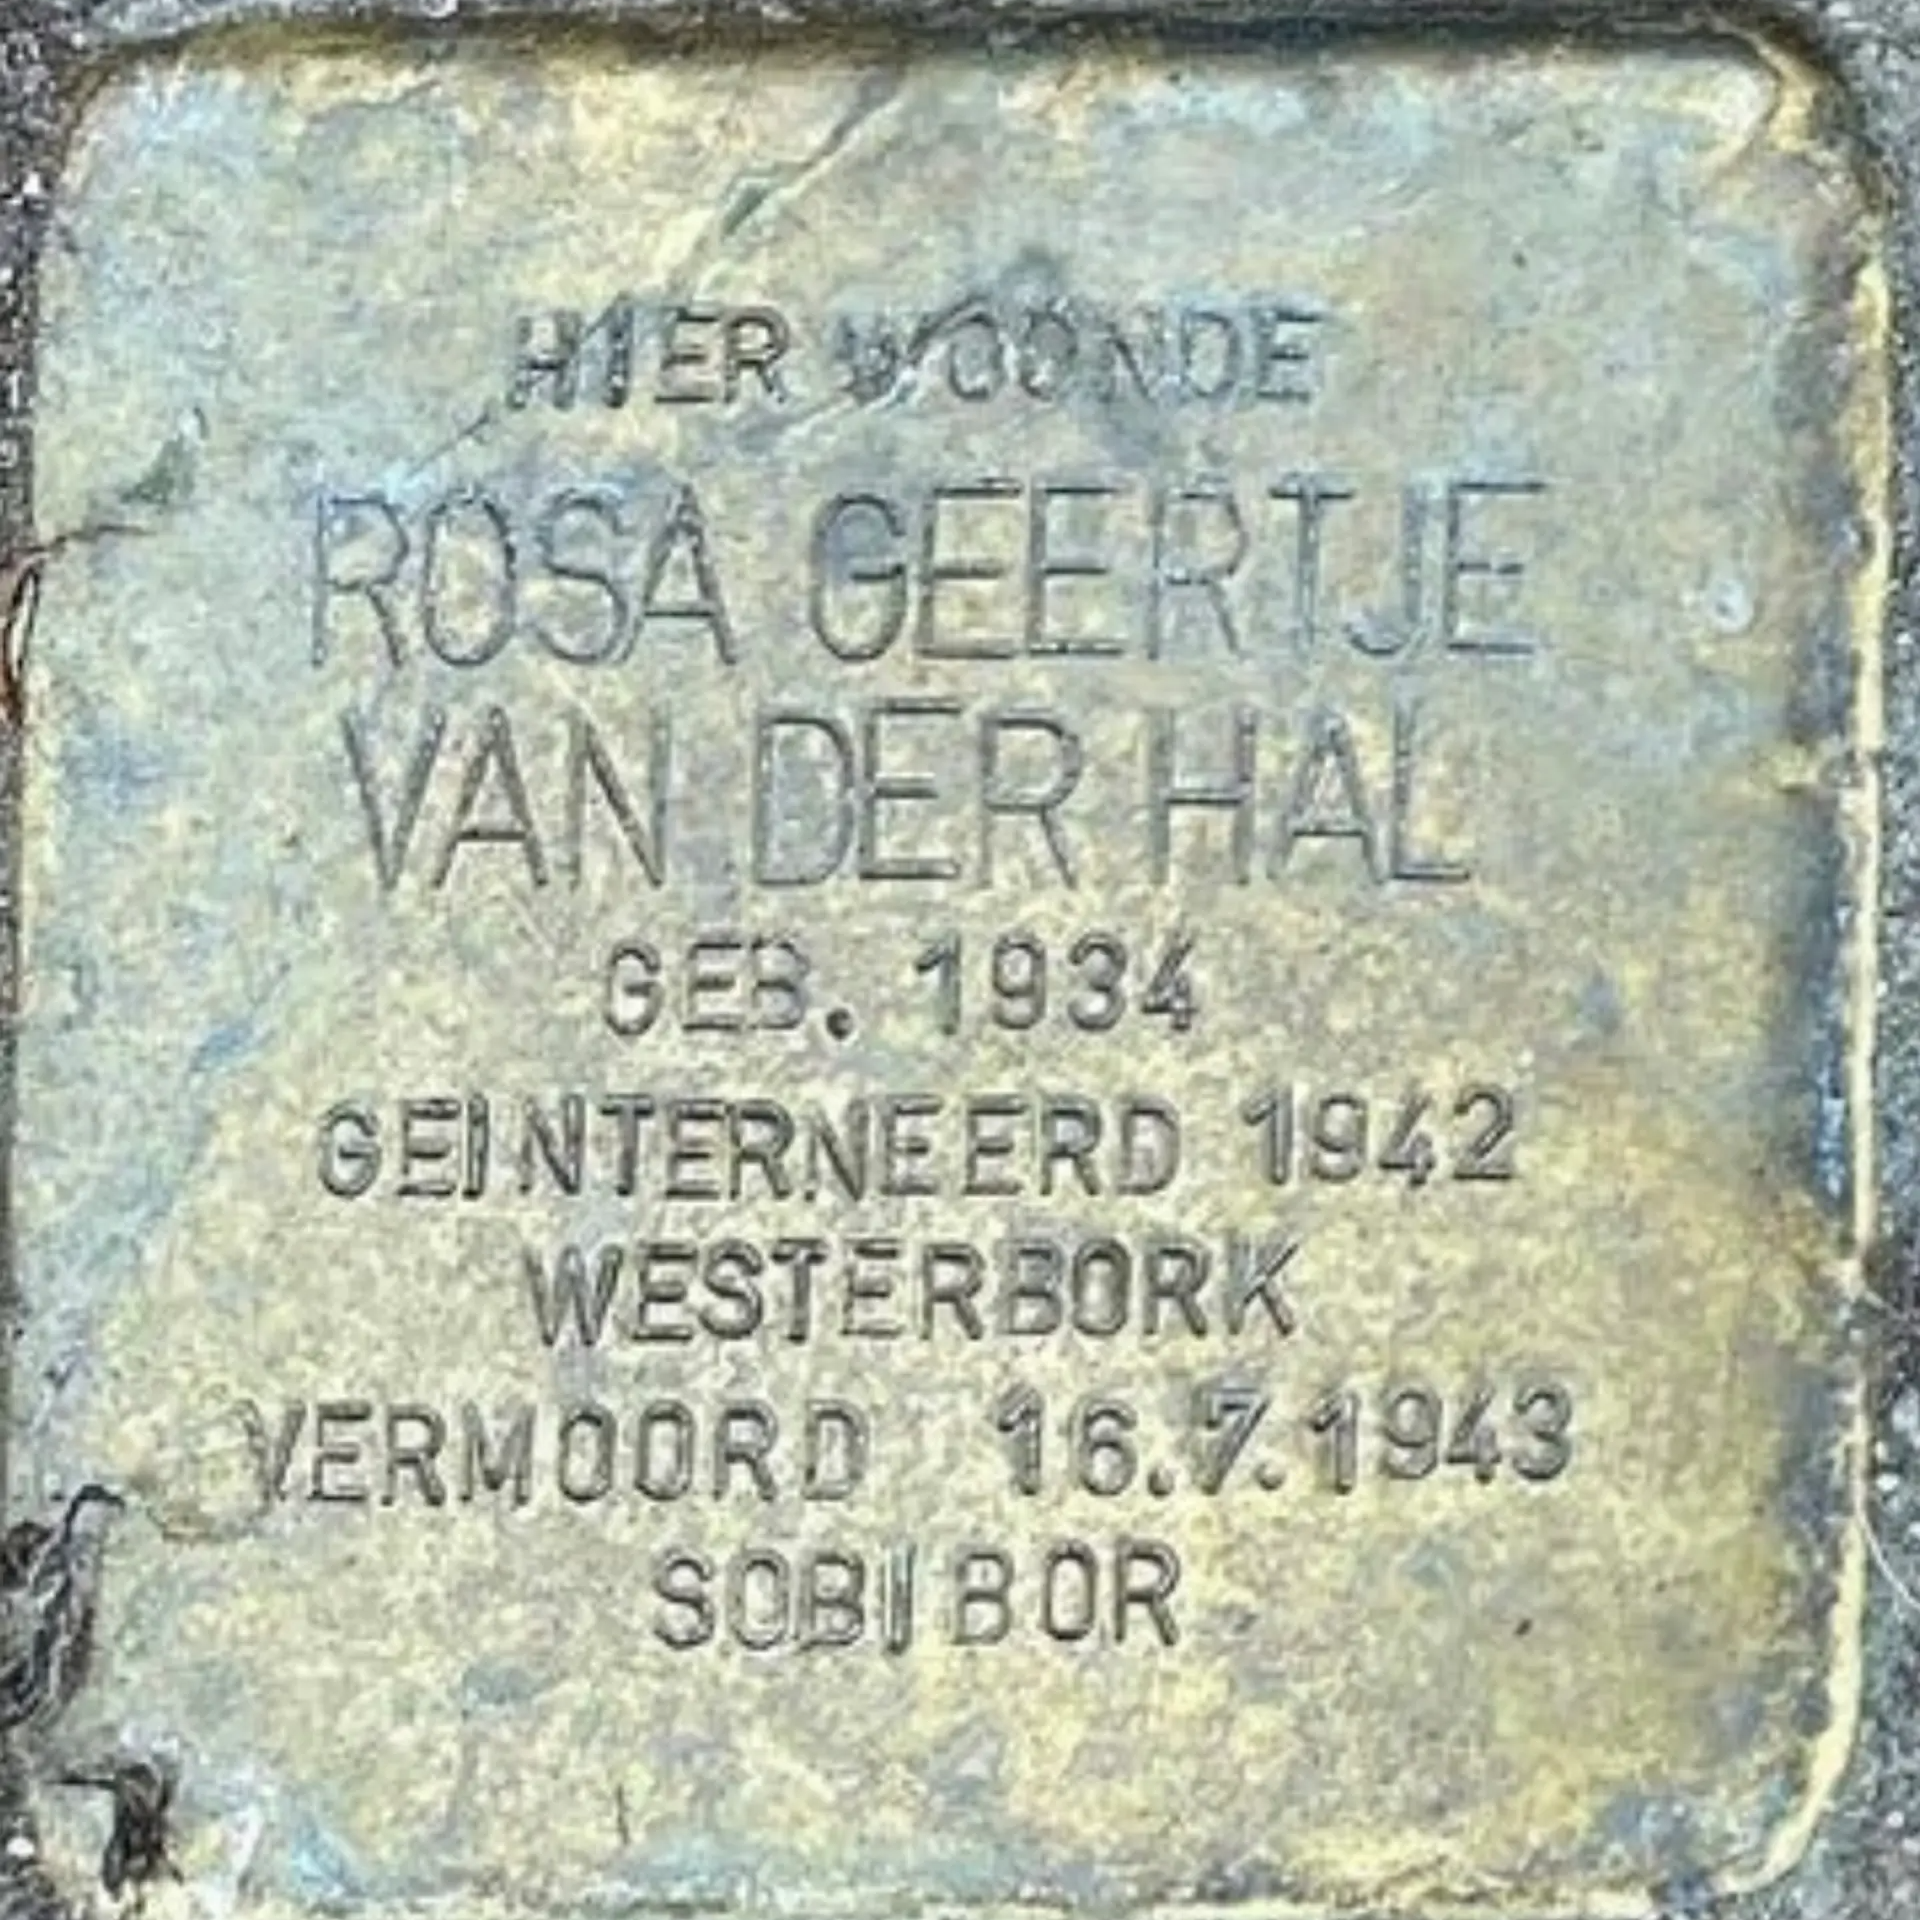 HIER WOONDE
ROSA GEERTJE
VAN DER HAL
GEB. 1934
GEINTERNEERD 1942
WESTERBORK
VERMOORD 16.7.1943
SOBIBOR